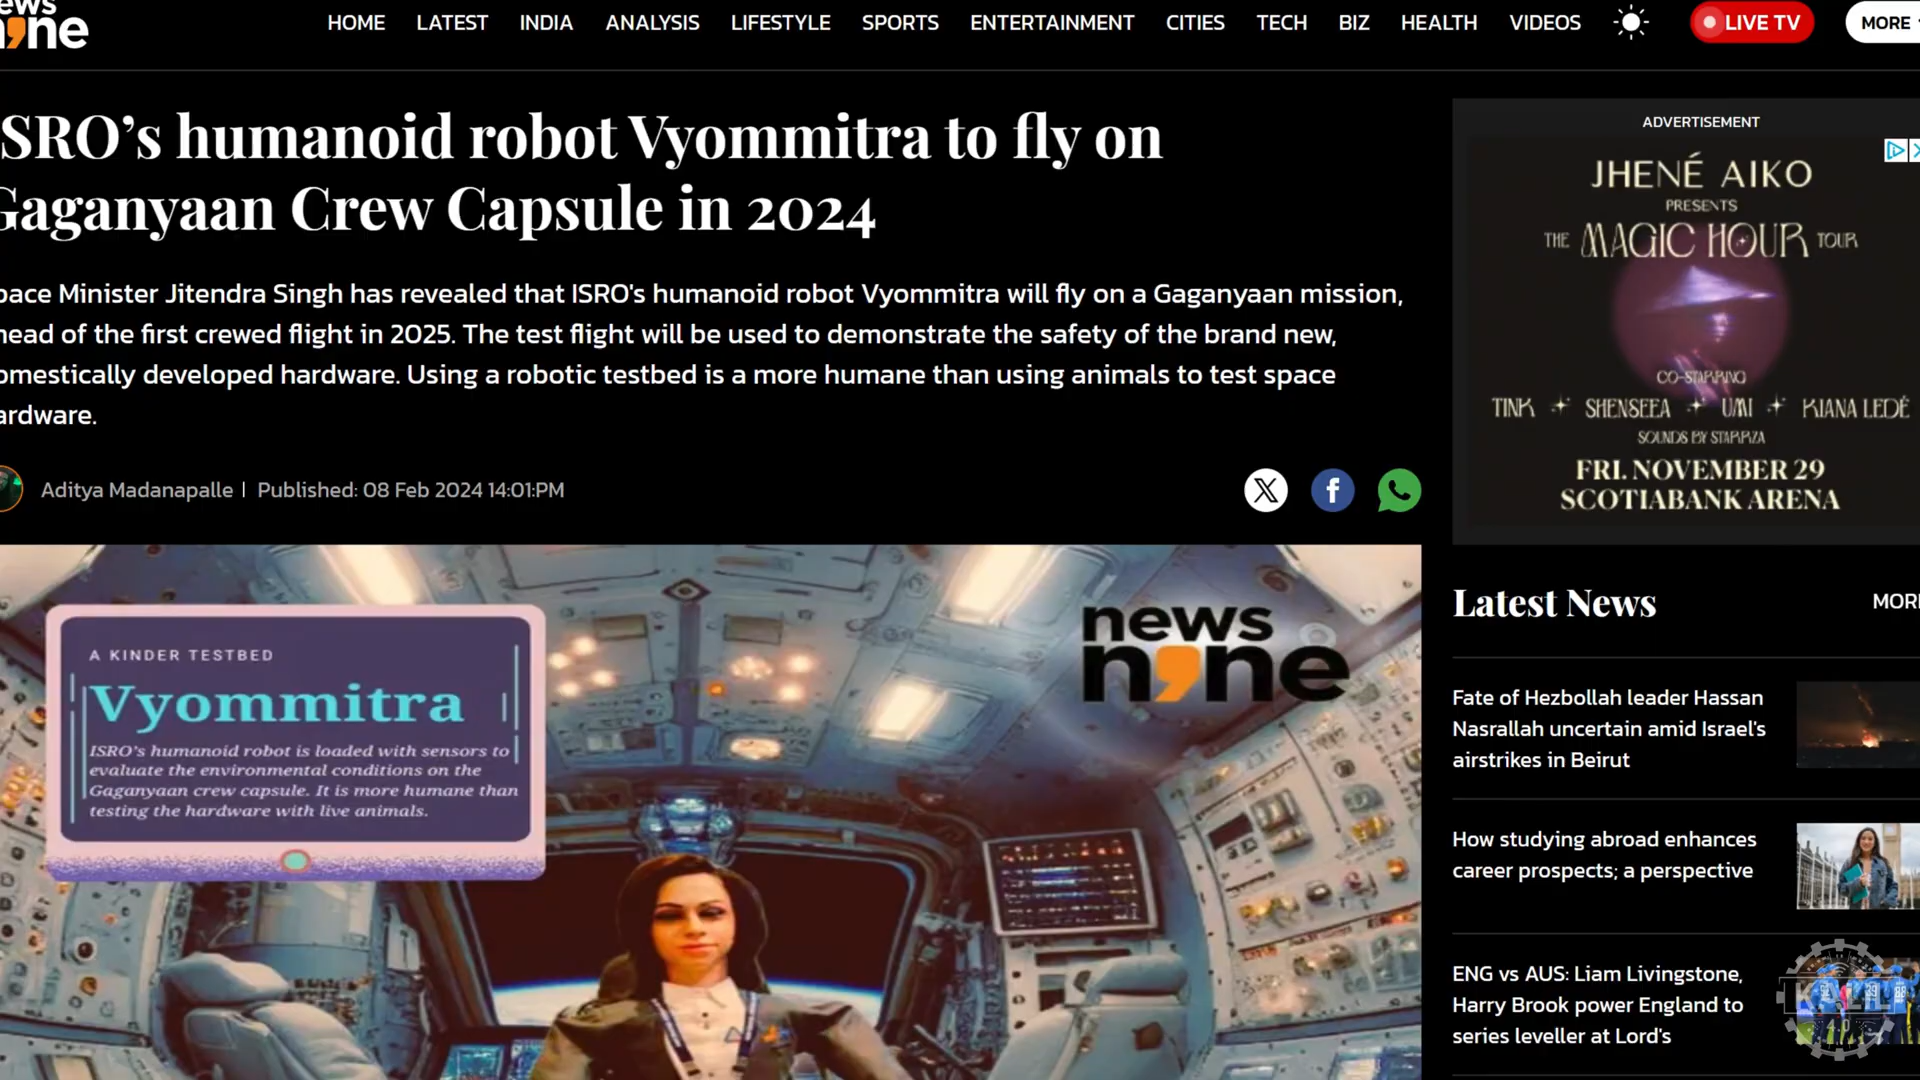 news
n9ne
HOME LATEST INDIA ANALYSIS LIFESTYLE SPORTS ENTERTAINMENT CITIES TECH BIZ HEALTH VIDEOS LIVE TV MORE
SRO's humanoid robot Vyommitra to fly on
Gaganyaan Crew Capsule in 2024
pace Minister Jitendra Singh has revealed that ISRO's humanoid robot Vyommitra will fly on a Gaganyaan mission,
head of the first crewed flight in 2025. The test flight will be used to demonstrate the safety of the brand new,
omestically developed hardware. Using a robotic testbed is a more humane than using animals to test space
ardware.
Aditya Madanapalle | Published: 08 Feb 2024 14:01:PM
A KINDER TESTBED
Vyommitra
ISRO's humanoid robot is loaded with sensors to
evaluate the environmental conditions on the
Gaganyaan crew capsule. It is more humane than
testing the hardware with live animals.
news
n9ne
ADVERTISEMENT
JHENÉ AIKO
PRESENTS
THE MAGIC HOUR TOUR
CO-STARRING
TINK SHENSEEA UMI KIANA LEDÉ
SOUNDS BY STARRZA
FRI. NOVEMBER 29
SCOTIABANK ARENA
Latest News
MORE
Fate of Hezbollah leader Hassan
Nasrallah uncertain amid Israel's
airstrikes in Beirut
How studying abroad enhances
career prospects; a perspective
ENG vs AUS: Liam Livingstone,
Harry Brook power England to
series leveller at Lord's